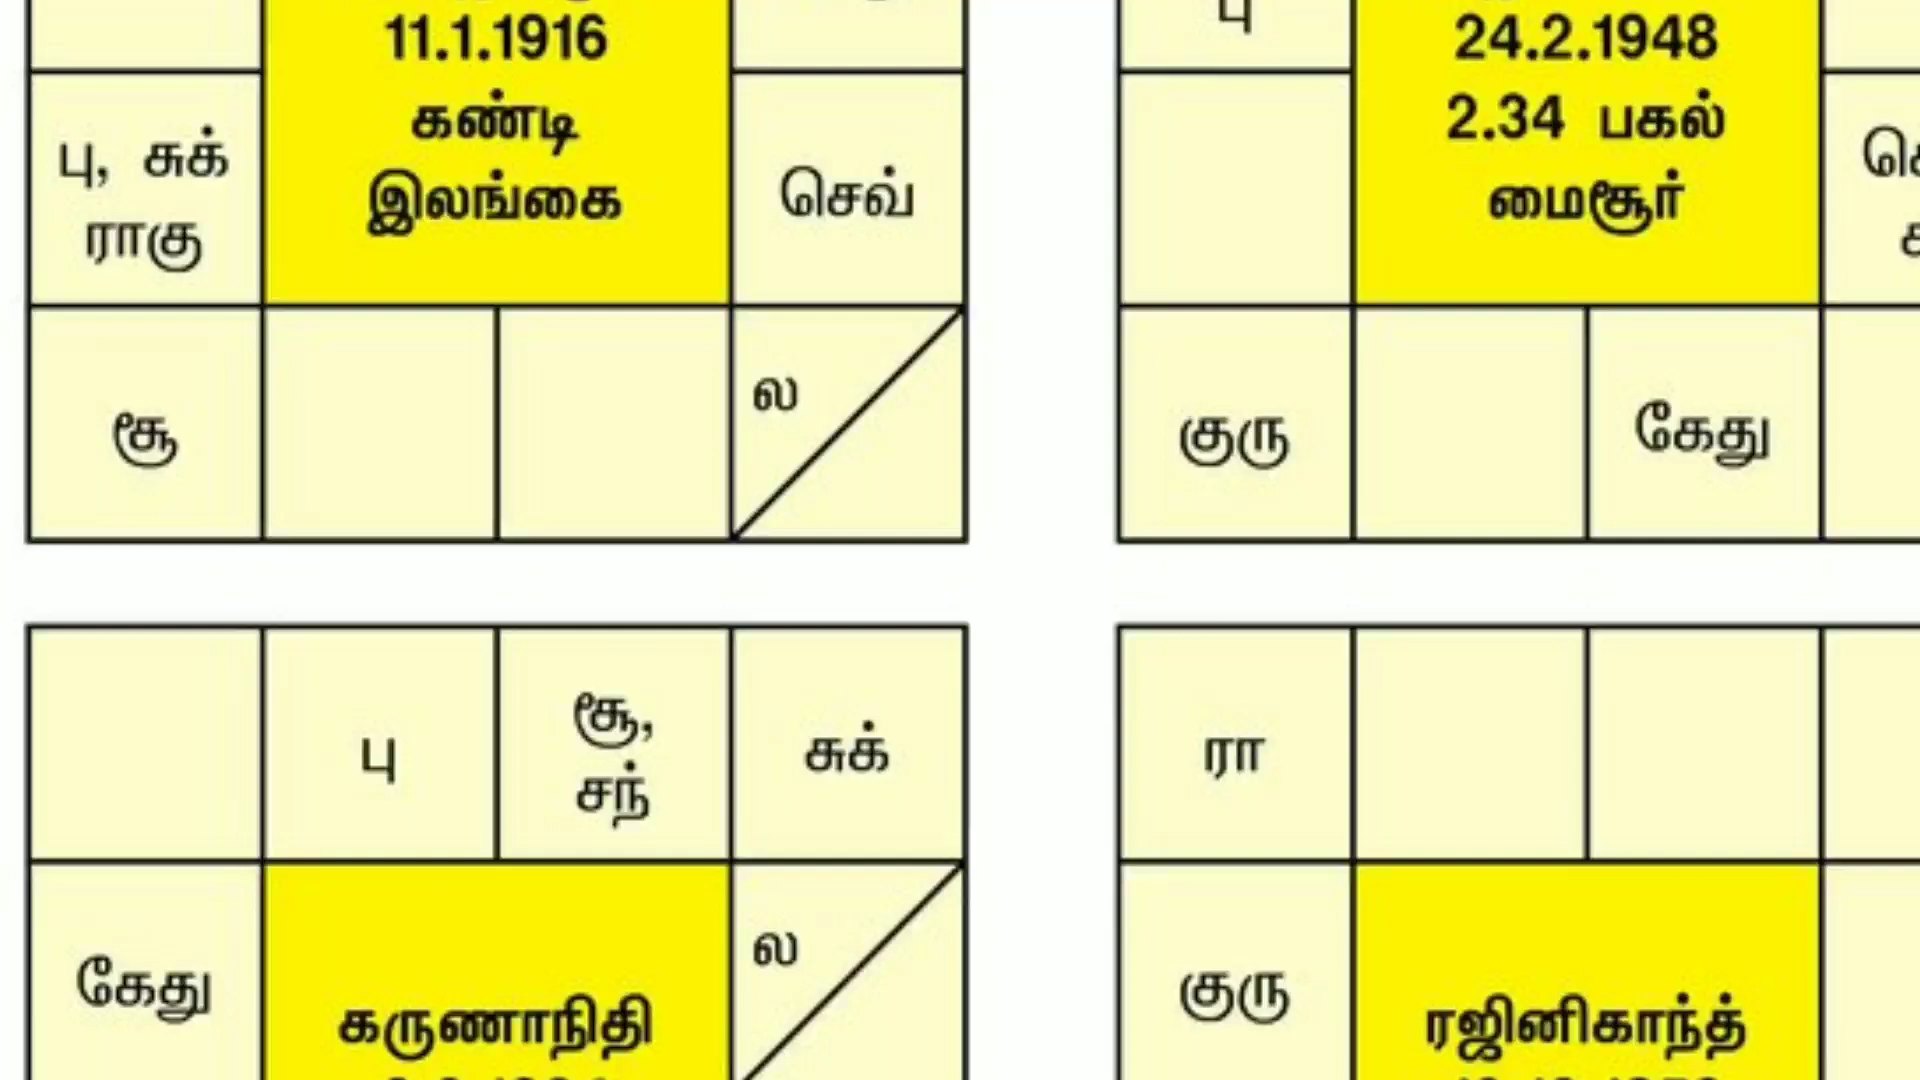 11.1.1916
கண்டி
இலங்கை
பு, சுக்
ராகு
செவ்
சூ
ல
பு
24.2.1948
2.34 பகல்
மைசூர்
குரு
கேது
பு
சூ,
சந்
சுக்
கேது
கருணாநிதி
ல
ரா
குரு
ரஜினிகாந்த்